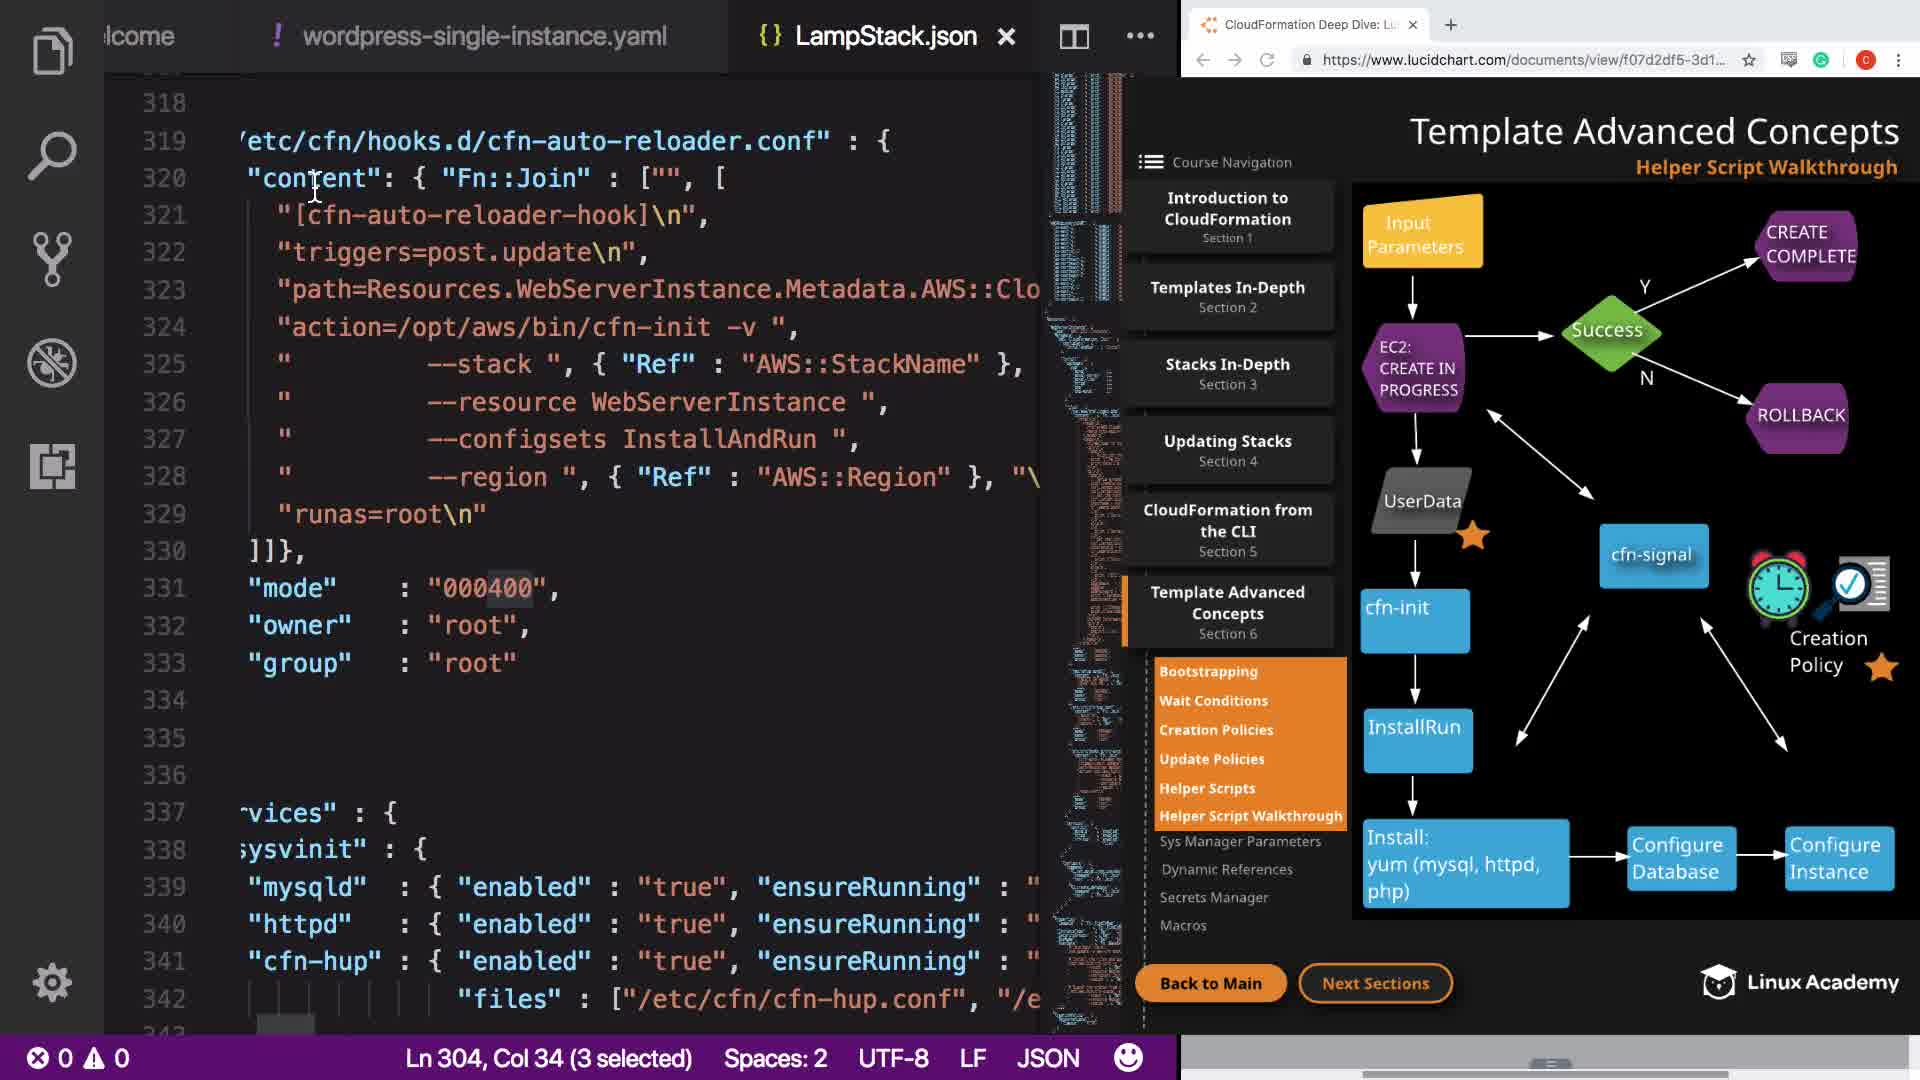 lcome
! wordpress-single-instance.yaml
{} LampStack.json
318
319 /etc/cfn/hooks.d/cfn-auto-reloader.conf" : {
320 "content": { "Fn::Join" : ["", [
321 "[cfn-auto-reloader-hook]\n",
322 "triggers=post.update\n",
323 "path=Resources.WebServerInstance.Metadata.AWS::Clo
324 "action=/opt/aws/bin/cfn-init -v ",
325 "         --stack ", { "Ref" : "AWS::StackName" },
326 "         --resource WebServerInstance ",
327 "         --configsets InstallAndRun ",
328 "         --region ", { "Ref" : "AWS::Region" }, "\
329 "runas=root\n"
330 ]]},
331 "mode"    : "000400",
332 "owner"   : "root",
333 "group"   : "root"
334
335
336
337 rvices" : {
338 sysvinit" : {
339 "mysqld"  : { "enabled" : "true", "ensureRunning" : "
340 "httpd"   : { "enabled" : "true", "ensureRunning" : "
341 "cfn-hup" : { "enabled" : "true", "ensureRunning" : "
342 "files" : ["/etc/cfn/cfn-hup.conf", "/e
343
0 0
Ln 304, Col 34 (3 selected)
Spaces: 2
UTF-8
LF
JSON
CloudFormation Deep Dive: Lu
https://www.lucidchart.com/documents/view/f07d2df5-3d1...
C
Template Advanced Concepts
Helper Script Walkthrough
Course Navigation
Introduction to
CloudFormation
Section 1
Templates In-Depth
Section 2
Stacks In-Depth
Section 3
Updating Stacks
Section 4
CloudFormation from
the CLI
Section 5
Template Advanced
Concepts
Section 6
Bootstrapping
Wait Conditions
Creation Policies
Update Policies
Helper Scripts
Helper Script Walkthrough
Sys Manager Parameters
Dynamic References
Secrets Manager
Macros
Back to Main
Next Sections
Input
Parameters
EC2:
CREATE IN
PROGRESS
Success
Y
N
CREATE
COMPLETE
ROLLBACK
UserData
cfn-signal
cfn-init
Creation
Policy
InstallRun
Install:
yum (mysql, httpd,
php)
Configure
Database
Configure
Instance
Linux Academy